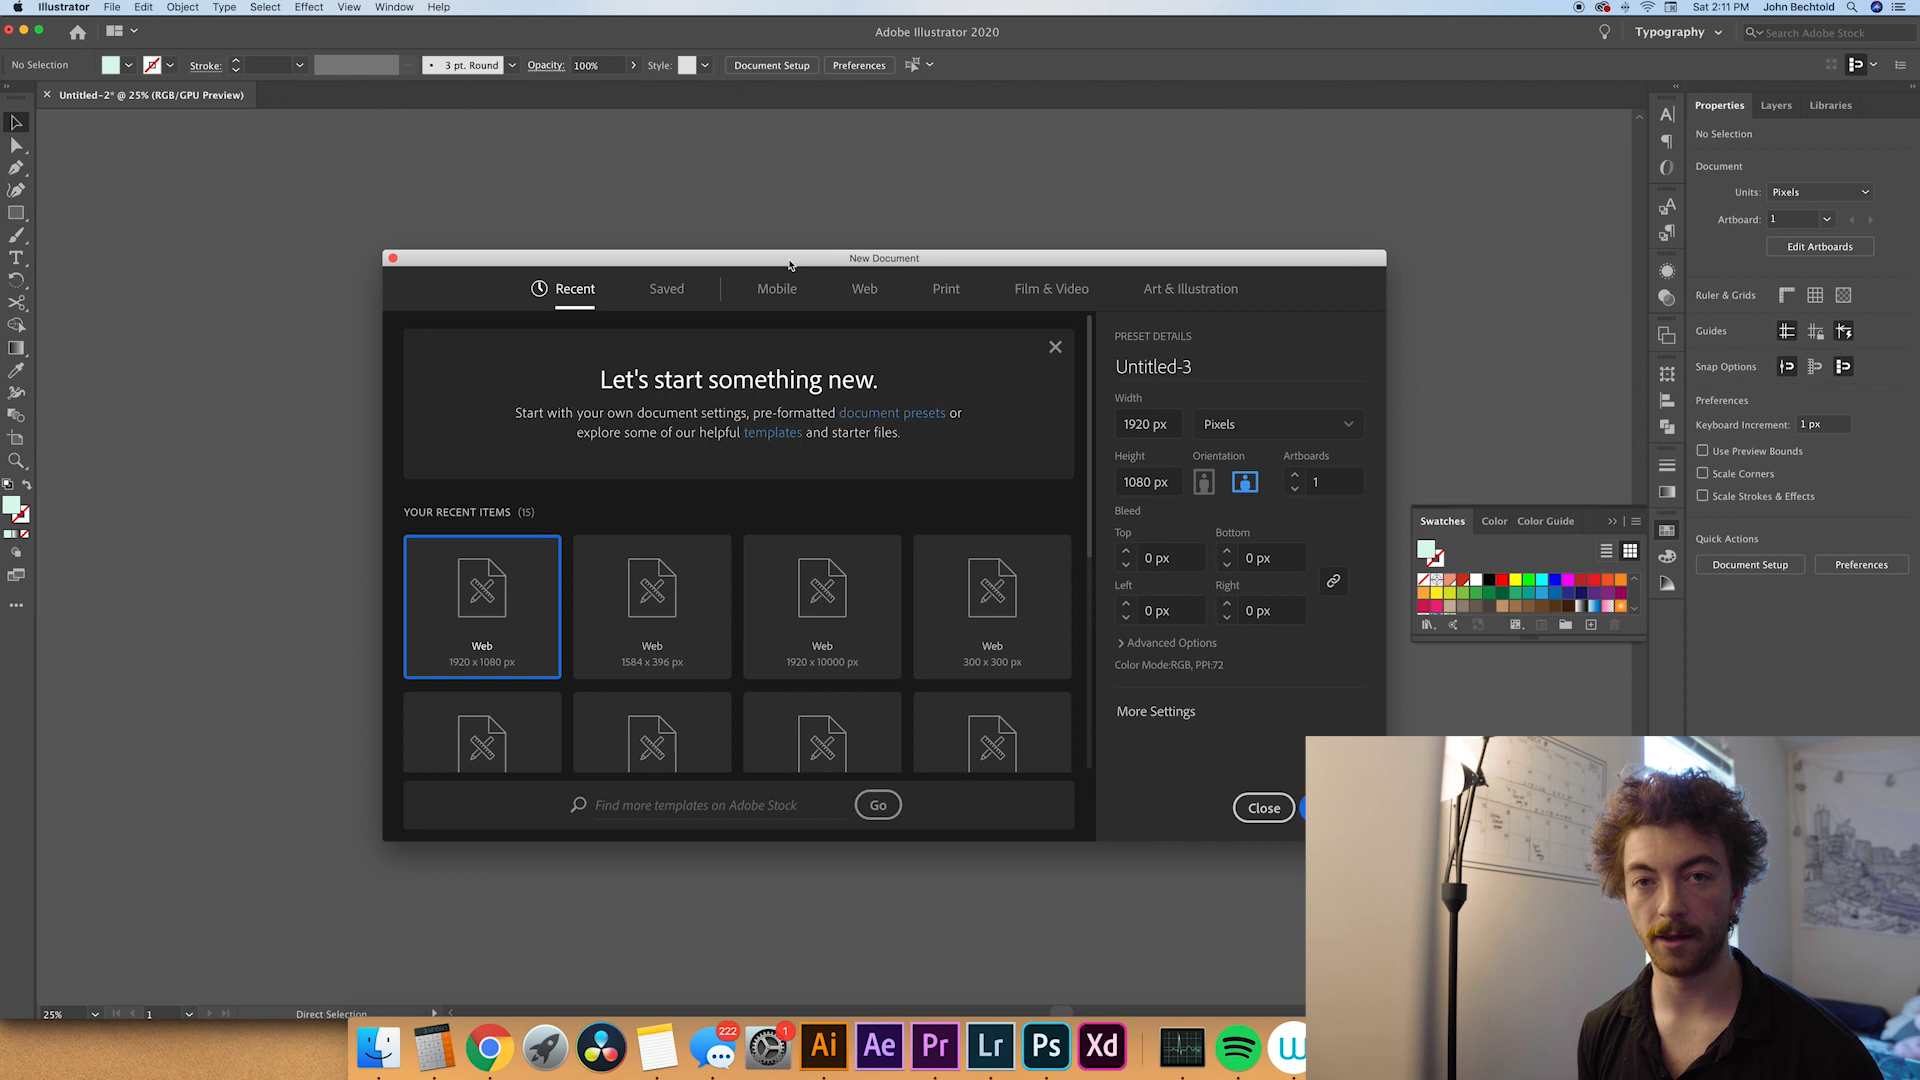 Illustrator File Edit Object Type Select Effect View Window Help
Sat 2:11 PM John Bechtold
Adobe Illustrator 2020
Typography
Search Adobe Stock
No Selection
Stroke:
3 pt. Round
Opacity: 100%
Style:
Document Setup
Preferences
Untitled-2* @ 25% (RGB/GPU Preview)
Properties Layers Libraries
No Selection
Document
Units: Pixels
Artboard: 1
Edit Artboards
Ruler & Grids
Guides
Snap Options
Preferences
Keyboard Increment: 1 px
Use Preview Bounds
Scale Corners
Scale Strokes & Effects
Quick Actions
Document Setup Preferences
New Document
Recent Saved Mobile Web Print Film & Video Art & Illustration
Let's start something new.
Start with your own document settings, pre-formatted document presets or
explore some of our helpful templates and starter files.
YOUR RECENT ITEMS (15)
Web
1920 x 1080 px
Web
1584 x 396 px
Web
1920 x 10000 px
Web
300 x 300 px
Find more templates on Adobe Stock
Go
PRESET DETAILS
Untitled-3
Width
1920 px Pixels
Height Orientation Artboards
1080 px 1
Bleed
Top Bottom
0 px 0 px
Left Right
0 px 0 px
Advanced Options
Color Mode:RGB, PPI:72
More Settings
Close
Swatches Color Color Guide
25%
1
Direct Selection
222
1
Ai Ae Pr Lr Ps Xd